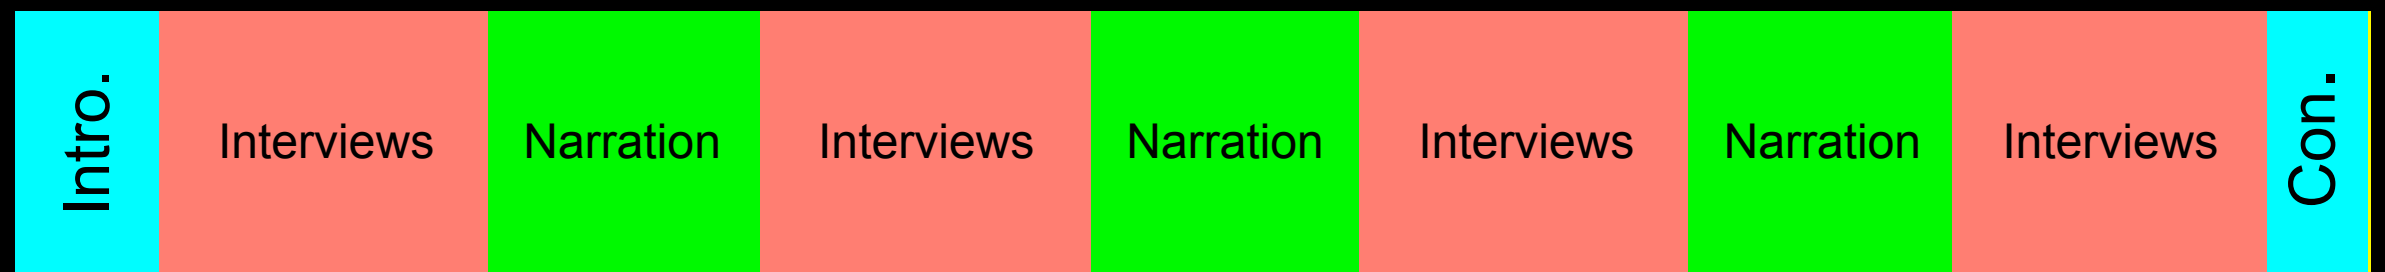 Intro.
Interviews
Narration
Interviews
Narration
Interviews
Narration
Interviews
Con.